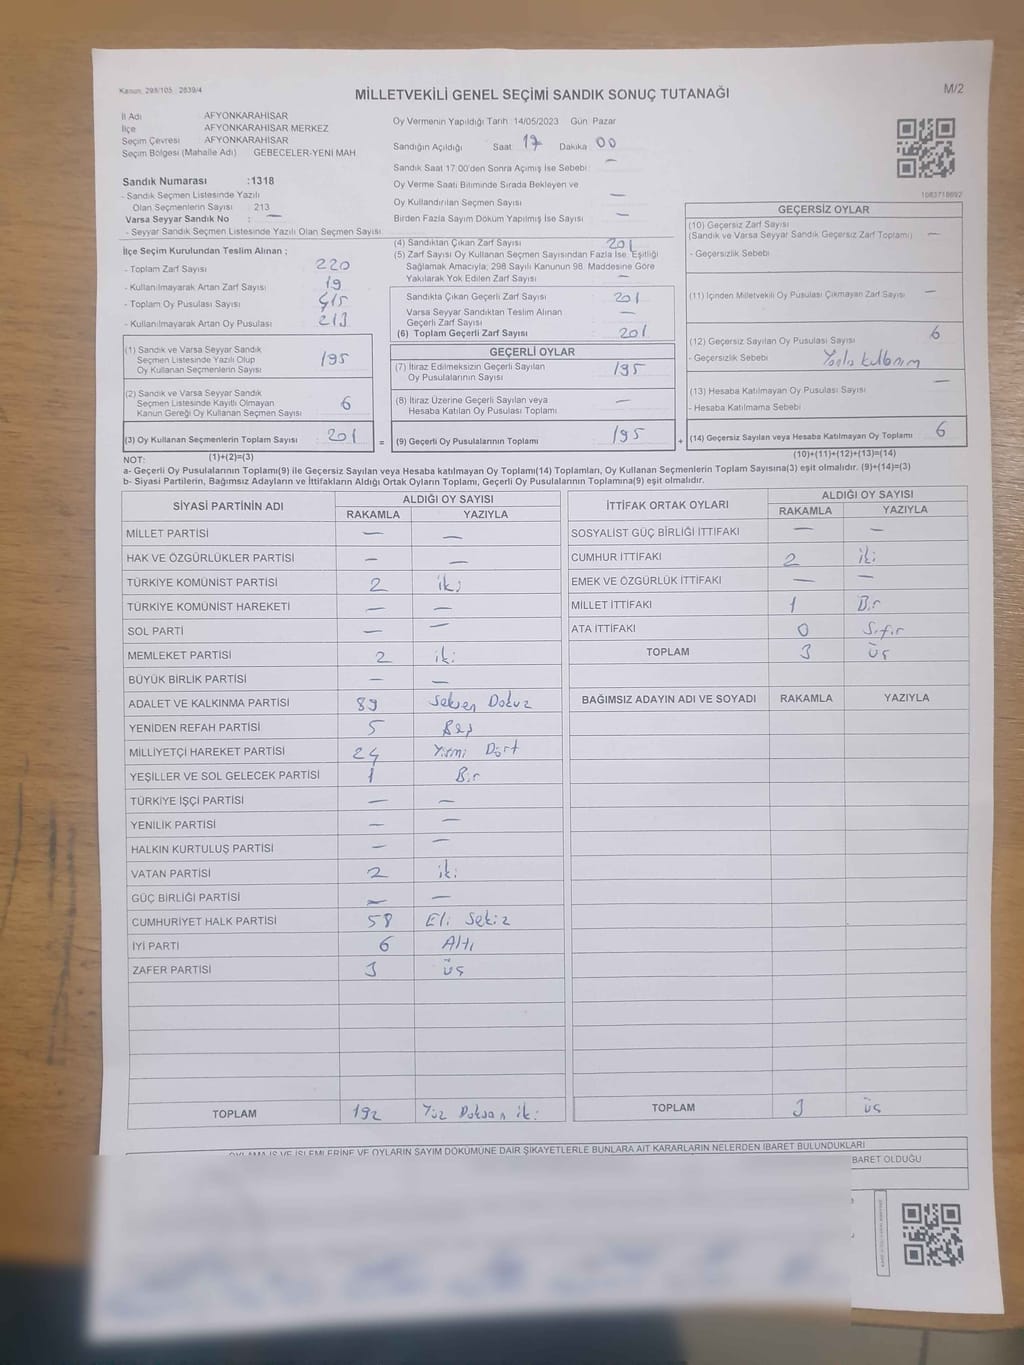 Kanun: 298/105 2839/4
MİLLETVEKİLİ GENEL SEÇİMİ SANDIK SONUÇ TUTANAĞI
M/2
İl Adı AFYONKARAHİSAR
İlçe AFYONKARAHİSAR MERKEZ
Seçim Çevresi AFYONKARAHİSAR
Seçim Bölgesi (Mahalle Adı) GEBECELER-YENİ MAH
Oy Vermenin Yapıldığı Tarih: 14/05/2023 Gün: Pazar
Sandığın Açıldığı Saat: 17 Dakika 00
Sandık Saat 17:00'den Sonra Açımış İse Sebebi: —
Oy Verme Saati Bitiminde Sırada Bekleyen ve
Oy Kullandırılan Seçmen Sayısı —
Birden Fazla Sayım Döküm Yapılmış İse Sayısı —
Sandık Numarası :1318
- Sandık Seçmen Listesinde Yazılı
Olan Seçmenlerin Sayısı : 213
Varsa Seyyar Sandık No : —
- Seyyar Sandık Seçmen Listesinde Yazılı Olan Seçmen Sayısı:
İlçe Seçim Kurulundan Teslim Alınan ;
- Toplam Zarf Sayısı 220
- Kullanılmayarak Artan Zarf Sayısı 19
- Toplam Oy Pusulası Sayısı 415
- Kullanılmayarak Artan Oy Pusulası 213
(1) Sandık ve Varsa Seyyar Sandık
Seçmen Listesinde Yazılı Olup
Oy Kullanan Seçmenlerin Sayısı 195
(2) Sandık ve Varsa Seyyar Sandık
Seçmen Listesinde Kayıtlı Olmayan
Kanun Gereği Oy Kullanan Seçmen Sayısı 6
(3) Oy Kullanan Seçmenlerin Toplam Sayısı 201
(4) Sandıktan Çıkan Zarf Sayısı 201
(5) Zarf Sayısı Oy Kullanan Seçmen Sayısından Fazla İse, Eşitliği
Sağlamak Amacıyla; 298 Sayılı Kanunun 98. Maddesine Göre
Yakılarak Yok Edilen Zarf Sayısı —
Sandıkta Çıkan Geçerli Zarf Sayısı 201
Varsa Seyyar Sandıktan Teslim Alınan
Geçerli Zarf Sayısı —
(6) Toplam Geçerli Zarf Sayısı 201
GEÇERLİ OYLAR
(7) İtiraz Edilmeksizin Geçerli Sayılan
Oy Pusulalarının Sayısı 195
(8) İtiraz Üzerine Geçerli Sayılan veya
Hesaba Katılan Oy Pusulası Toplamı —
= (9) Geçerli Oy Pusulalarının Toplamı 195
1083718692
GEÇERSİZ OYLAR
(10) Geçersiz Zarf Sayısı
(Sandık ve Varsa Seyyar Sandık Geçersiz Zarf Toplamı) —
- Geçersizlik Sebebi
(11) İçinden Milletvekili Oy Pusulası Çıkmayan Zarf Sayısı —
(12) Geçersiz Sayılan Oy Pusulası Sayısı 6
- Geçersizlik Sebebi Yanlış kullanım
(13) Hesaba Katılmayan Oy Pusulası Sayısı —
- Hesaba Katılmama Sebebi
+ (14) Geçersiz Sayılan veya Hesaba Katılmayan Oy Toplamı 6
NOT: (1)+(2)=(3)
(10)+(11)+(12)+(13)=(14)
a- Geçerli Oy Pusulalarının Toplamı(9) ile Geçersiz Sayılan veya Hesaba katılmayan Oy Toplamı(14) Toplamları, Oy Kullanan Seçmenlerin Toplam Sayısına(3) eşit olmalıdır. (9)+(14)=(3)
b- Siyasi Partilerin, Bağımsız Adayların ve İttifakların Aldığı Ortak Oyların Toplamı, Geçerli Oy Pusulalarının Toplamına(9) eşit olmalıdır.
SİYASİ PARTİNİN ADI ALDIĞI OY SAYISI
RAKAMLA YAZIYLA
MİLLET PARTİSİ — —
HAK VE ÖZGÜRLÜKLER PARTİSİ — —
TÜRKİYE KOMÜNİST PARTİSİ 2 iki
TÜRKİYE KOMÜNİST HAREKETİ — —
SOL PARTİ — —
MEMLEKET PARTİSİ 2 iki
BÜYÜK BİRLİK PARTİSİ — —
ADALET VE KALKINMA PARTİSİ 89 Seksen Dokuz
YENİDEN REFAH PARTİSİ 5 Beş
MİLLİYETÇİ HAREKET PARTİSİ 24 Yirmi Dört
YEŞİLLER VE SOL GELECEK PARTİSİ 1 Bir
TÜRKİYE İŞÇİ PARTİSİ — —
YENİLİK PARTİSİ — —
HALKIN KURTULUŞ PARTİSİ — —
VATAN PARTİSİ 2 iki
GÜÇ BİRLİĞİ PARTİSİ — —
CUMHURİYET HALK PARTİSİ 58 Eli Sekiz
İYİ PARTİ 6 Altı
ZAFER PARTİSİ 3 üç
TOPLAM 192 Yüz Doksan iki
İTTİFAK ORTAK OYLARI ALDIĞI OY SAYISI
RAKAMLA YAZIYLA
SOSYALİST GÜÇ BİRLİĞİ İTTİFAKI — —
CUMHUR İTTİFAKI 2 iki
EMEK VE ÖZGÜRLÜK İTTİFAKI — —
MİLLET İTTİFAKI 1 Bir
ATA İTTİFAKI 0 Sıfır
TOPLAM 3 üç
BAĞIMSIZ ADAYIN ADI VE SOYADI RAKAMLA YAZIYLA
TOPLAM 3 üç
OYLAMA İŞ VE İŞLEMLERİNE VE OYLARIN SAYIM DÖKÜMÜNE DAİR ŞİKAYETLERLE BUNLARA AİT KARARLARIN NELERDEN İBARET BULUNDUKLARI
BARET OLDUĞU